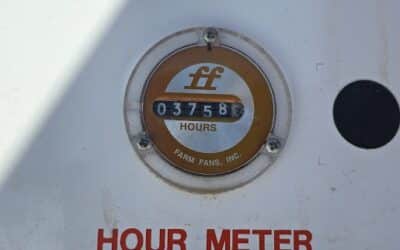 ff
03758
HOURS
FARM FANS, INC.
HOUR METER